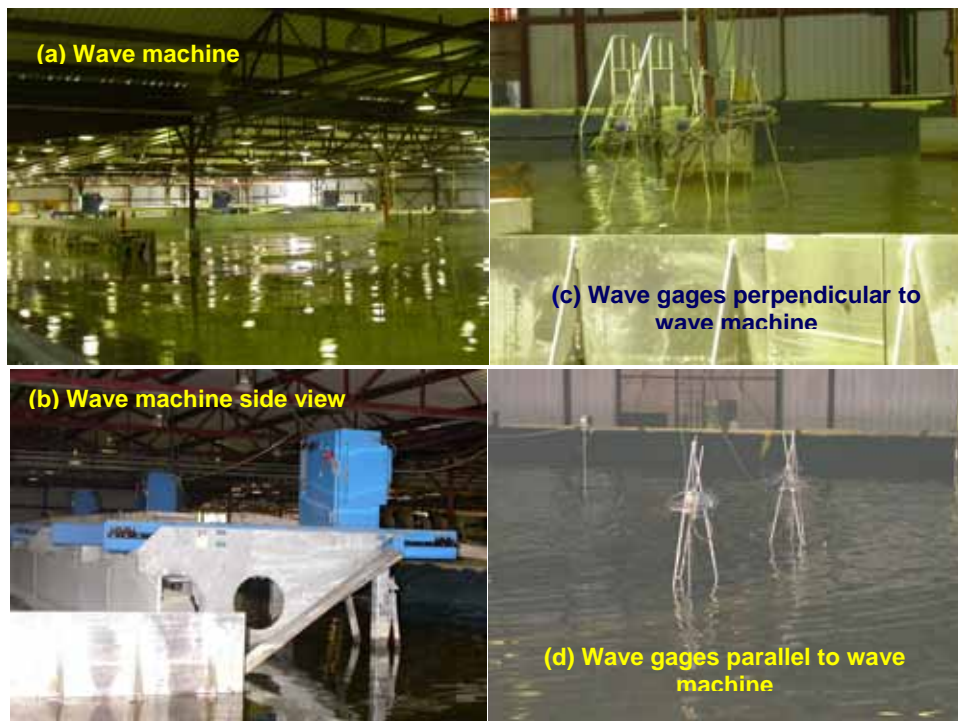 (a) Wave machine
(c) Wave gages perpendicular to
wave machine
(b) Wave machine side view
(d) Wave gages parallel to wave
machine